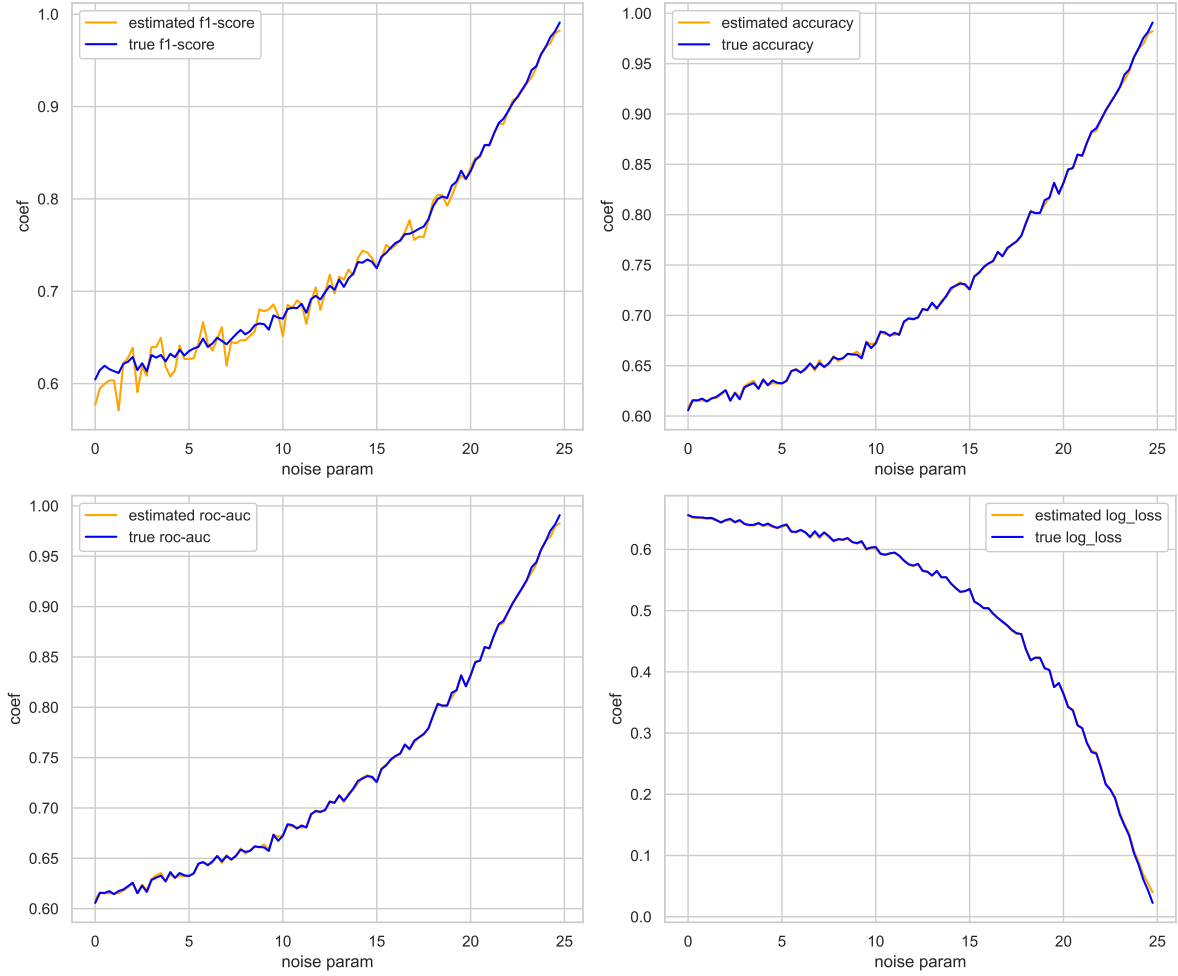 estimated f1-score
true f1-score
1.0
0.9
0.8
0.7
0.6
coef
0 5 10 15 20 25
noise param
estimated accuracy
true accuracy
1.00
0.95
0.90
0.85
0.80
0.75
0.70
0.65
0.60
coef
0 5 10 15 20 25
noise param
estimated roc-auc
true roc-auc
1.00
0.95
0.90
0.85
0.80
0.75
0.70
0.65
0.60
coef
0 5 10 15 20 25
noise param
estimated log_loss
true log_loss
0.6
0.5
0.4
0.3
0.2
0.1
0.0
coef
0 5 10 15 20 25
noise param